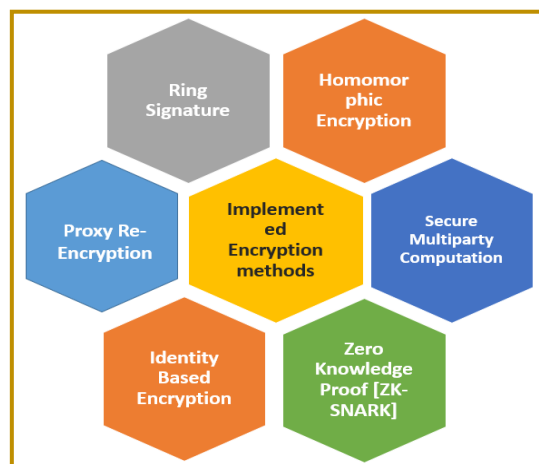 Ring
Signature
Homomor
phic
Encryption
Proxy Re-
Encryption
Implement
ed
Encryption
methods
Secure
Multiparty
Computation
Identity
Based
Encryption
Zero
Knowledge
Proof [ZK-
SNARK]